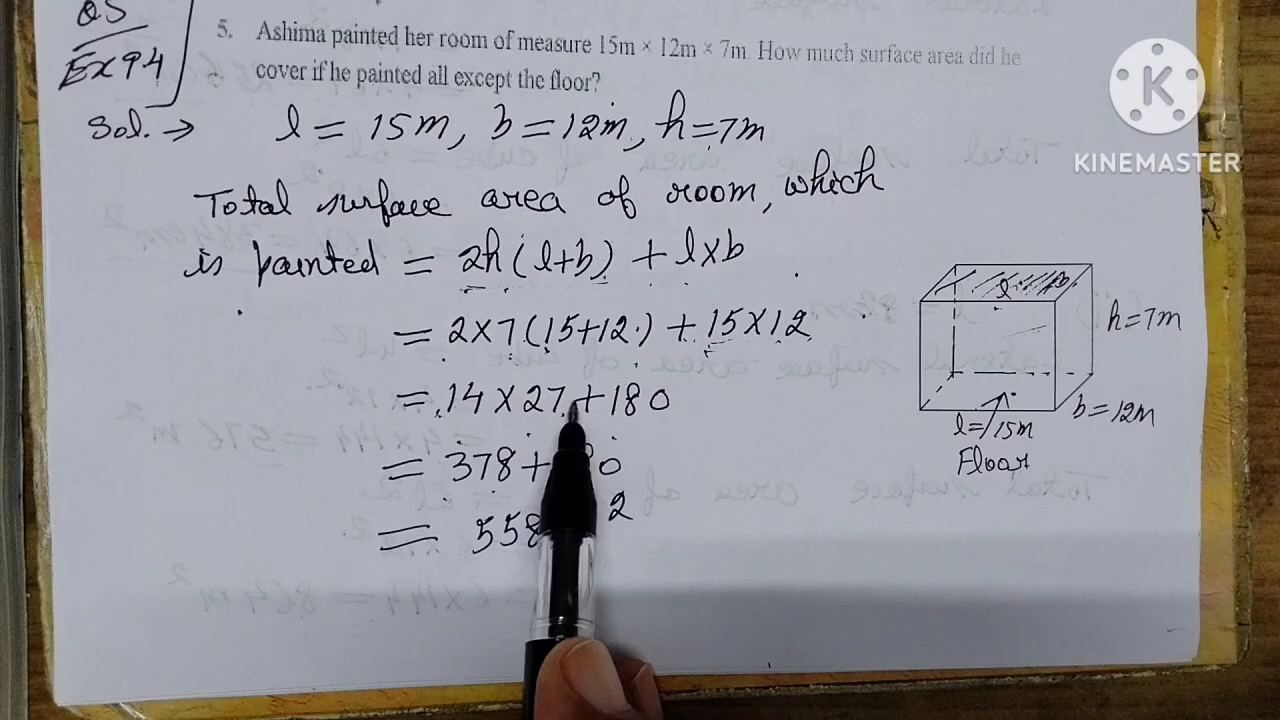 Q5
Ex 9.4
5. Ashima painted her room of measure 15m × 12m × 7m. How much surface area did he
cover if he painted all except the floor?
Sol. → l = 15m, b = 12m, h = 7m
Total surface area of room, which
is painted = 2h(l+b) + l×b
= 2×7(15+12) + 15×12
= 14×27+180
= 378+ 0
= 558 2
l
b
h=7m
b=12m
l=15m
Floor
K
KINEMASTER